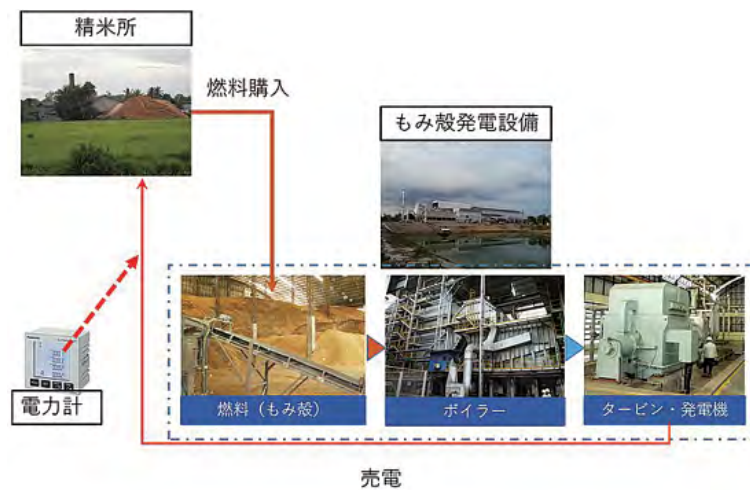 精米所
燃料購入
もみ殻発電設備
電力計
燃料（もみ殻）
ボイラー
タービン・発電機
売電